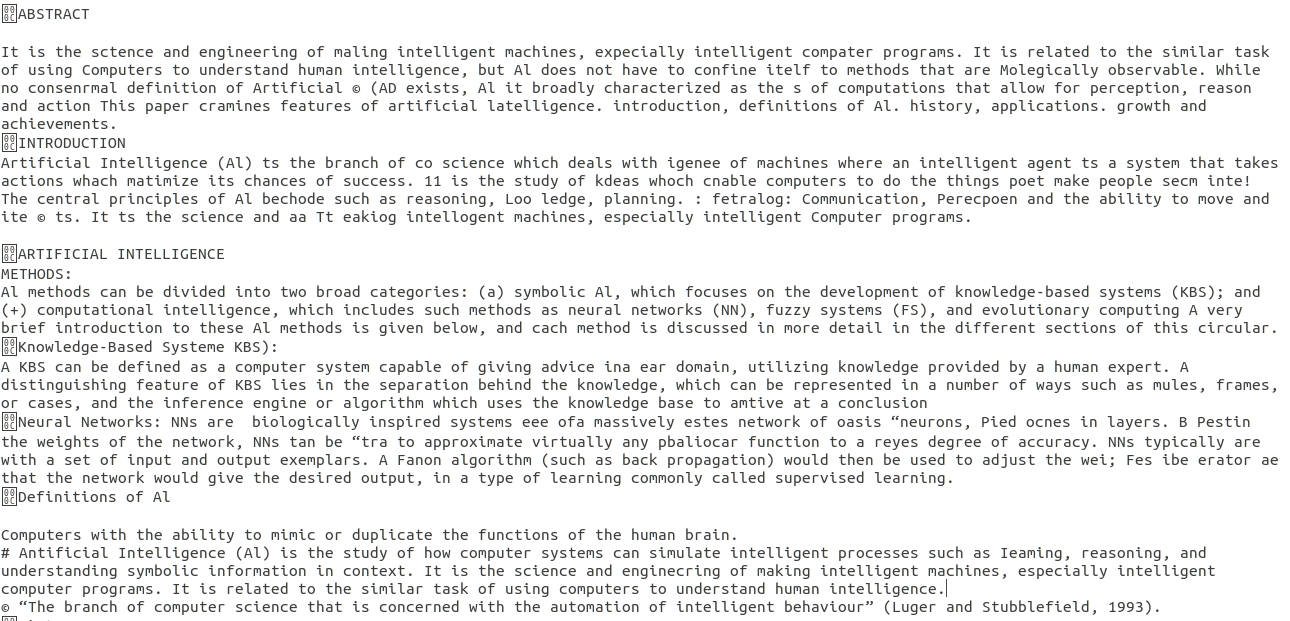 ABSTRACT
It is the sctence and engineering of maling intelligent machines, expecially intelligent compater programs. It is related to the similar task
of using Computers to understand human intelligence, but Al does not have to confine itelf to methods that are Molegically observable. While
no consenrmal definition of Artificial © (AD exists, Al it broadly characterized as the s of computations that allow for perception, reason
and action This paper cramines features of artificial latelligence. introduction, definitions of Al. history, applications. growth and
achievements.
INTRODUCTION
Artificial Intelligence (Al) ts the branch of co science which deals with igenee of machines where an intelligent agent ts a system that takes
actions whach matimize its chances of success. 11 is the study of kdeas whoch cnable computers to do the things poet make people secm inte!
The central principles of Al bechode such as reasoning, Loo ledge, planning. : fetralog: Communication, Perecpoen and the ability to move and
ite © ts. It ts the science and aa Tt eakiog intellogent machines, especially intelligent Computer programs.
ARTIFICIAL INTELLIGENCE
METHODS:
Al methods can be divided into two broad categories: (a) symbolic Al, which focuses on the development of knowledge-based systems (KBS); and
(+) computational intelligence, which includes such methods as neural networks (NN), fuzzy systems (FS), and evolutionary computing A very
brief introduction to these Al methods is given below, and cach method is discussed in more detail in the different sections of this circular.
Knowledge-Based Systeme KBS):
A KBS can be defined as a computer system capable of giving advice ina ear domain, utilizing knowledge provided by a human expert. A
distinguishing feature of KBS lies in the separation behind the knowledge, which can be represented in a number of ways such as mules, frames,
or cases, and the inference engine or algorithm which uses the knowledge base to amtive at a conclusion
Neural Networks: NNs are  biologically inspired systems eee ofa massively estes network of oasis “neurons, Pied ocnes in layers. B Pestin
the weights of the network, NNs tan be “tra to approximate virtually any pbaliocar function to a reyes degree of accuracy. NNs typically are
with a set of input and output exemplars. A Fanon algorithm (such as back propagation) would then be used to adjust the wei; Fes ibe erator ae
that the network would give the desired output, in a type of learning commonly called supervised learning.
Definitions of Al
Computers with the ability to mimic or duplicate the functions of the human brain.
# Antificial Intelligence (Al) is the study of how computer systems can simulate intelligent processes such as Ieaming, reasoning, and
understanding symbolic information in context. It is the science and enginecring of making intelligent machines, especially intelligent
computer programs. It is related to the similar task of using computers to understand human intelligence.
© “The branch of computer science that is concerned with the automation of intelligent behaviour” (Luger and Stubblefield, 1993).